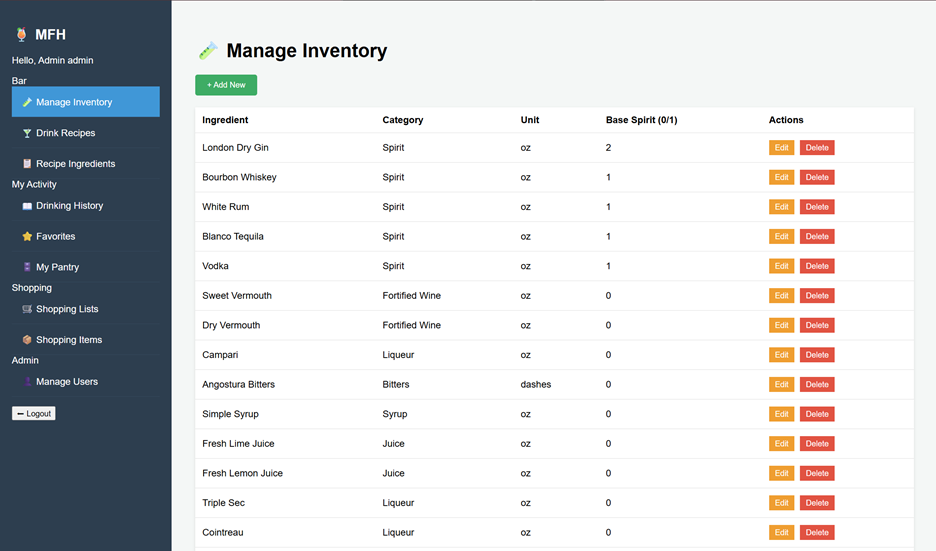 MFH
Hello, Admin admin
Bar
Manage Inventory
Drink Recipes
Recipe Ingredients
My Activity
Drinking History
Favorites
My Pantry
Shopping
Shopping Lists
Shopping Items
Admin
Manage Users
Logout
Manage Inventory
+ Add New
Ingredient Category Unit Base Spirit (0/1) Actions
London Dry Gin Spirit oz 2 Edit Delete
Bourbon Whiskey Spirit oz 1 Edit Delete
White Rum Spirit oz 1 Edit Delete
Blanco Tequila Spirit oz 1 Edit Delete
Vodka Spirit oz 1 Edit Delete
Sweet Vermouth Fortified Wine oz 0 Edit Delete
Dry Vermouth Fortified Wine oz 0 Edit Delete
Campari Liqueur oz 0 Edit Delete
Angostura Bitters Bitters dashes 0 Edit Delete
Simple Syrup Syrup oz 0 Edit Delete
Fresh Lime Juice Juice oz 0 Edit Delete
Fresh Lemon Juice Juice oz 0 Edit Delete
Triple Sec Liqueur oz 0 Edit Delete
Cointreau Liqueur oz 0 Edit Delete